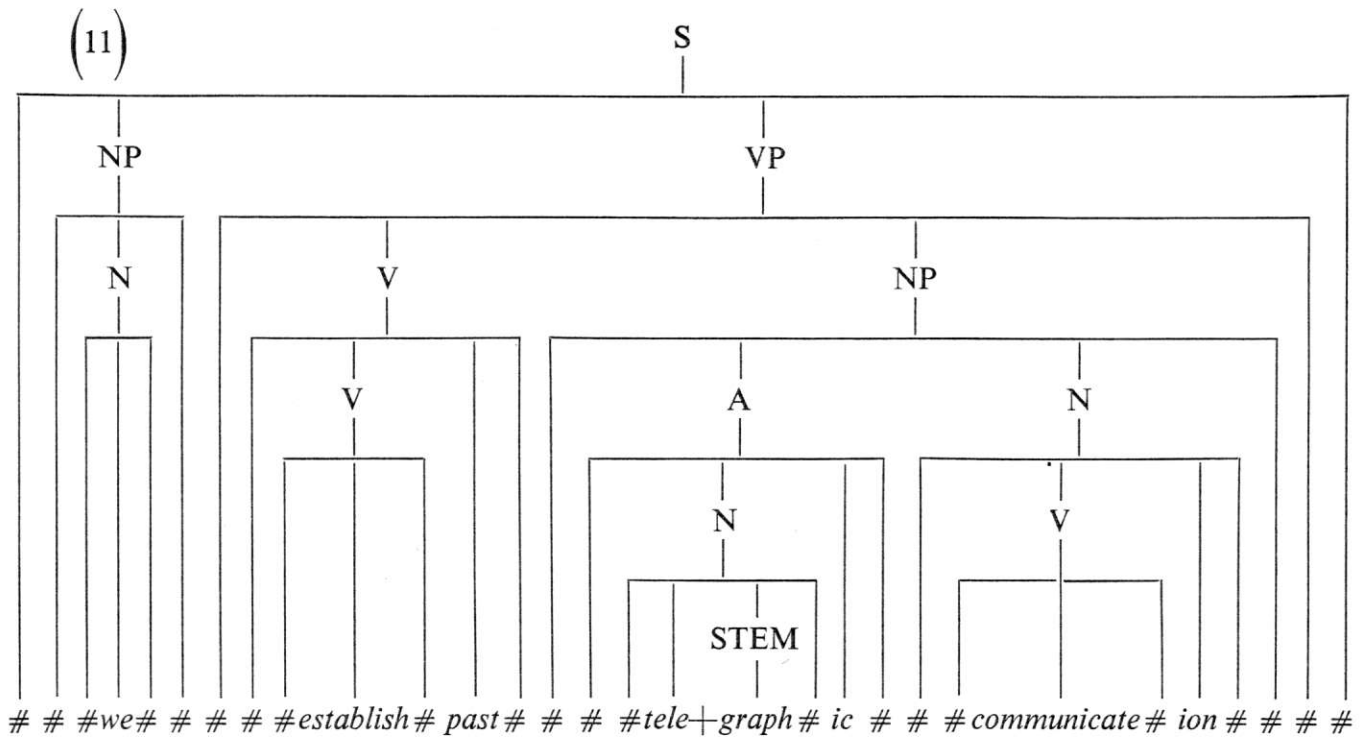 (11) S
NP VP
N V NP
V A N
N V
STEM
# # #we# # # # #establish# past# # # #tele+graph# ic # # #communicate# ion# # # #